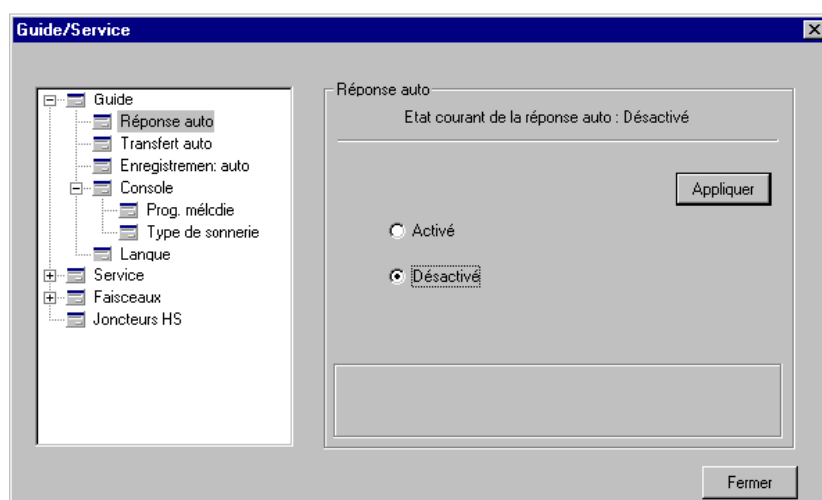 Guide/Service
Guide
Réponse auto
Transfert auto
Enregistremen: auto
Console
Prog. mélcdie
Type de sonnerie
Lanque
Service
Faisceaux
Joncteurs HS
Réponse auto
Etat courant de la réponse auto : Désactivé
Appliquer
Activé
Désactivé
Fermer